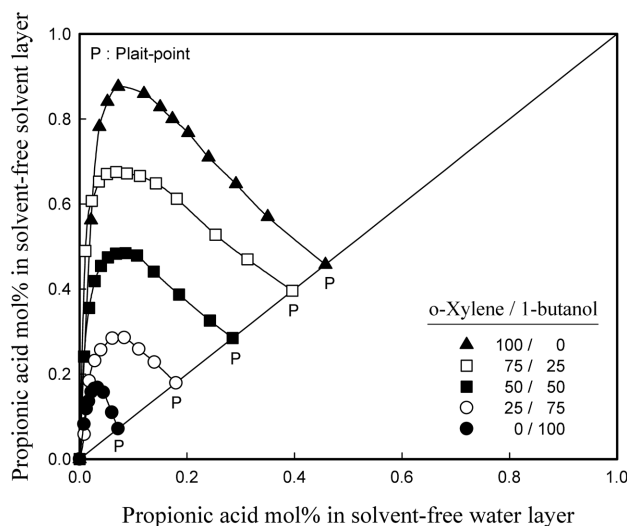 1.0
P : Plait-point
0.8
0.6
0.4
0.2
0.0
Propionic acid mol% in solvent-free solvent layer
P
P
P
P
P
o-Xylene / 1-butanol
100 / 0
75 / 25
50 / 50
25 / 75
0 / 100
0.0 0.2 0.4 0.6 0.8 1.0
Propionic acid mol% in solvent-free water layer